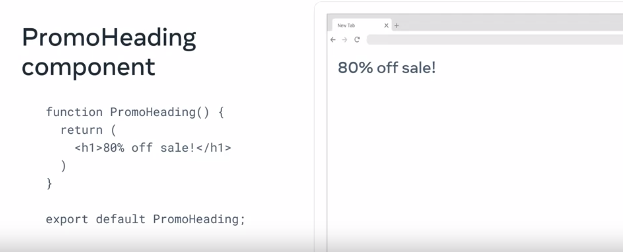 PromoHeading
component
function PromoHeading() {
return (
<h1>80% off sale!</h1>
)
}
export default PromoHeading;
New Tab
80% off sale!